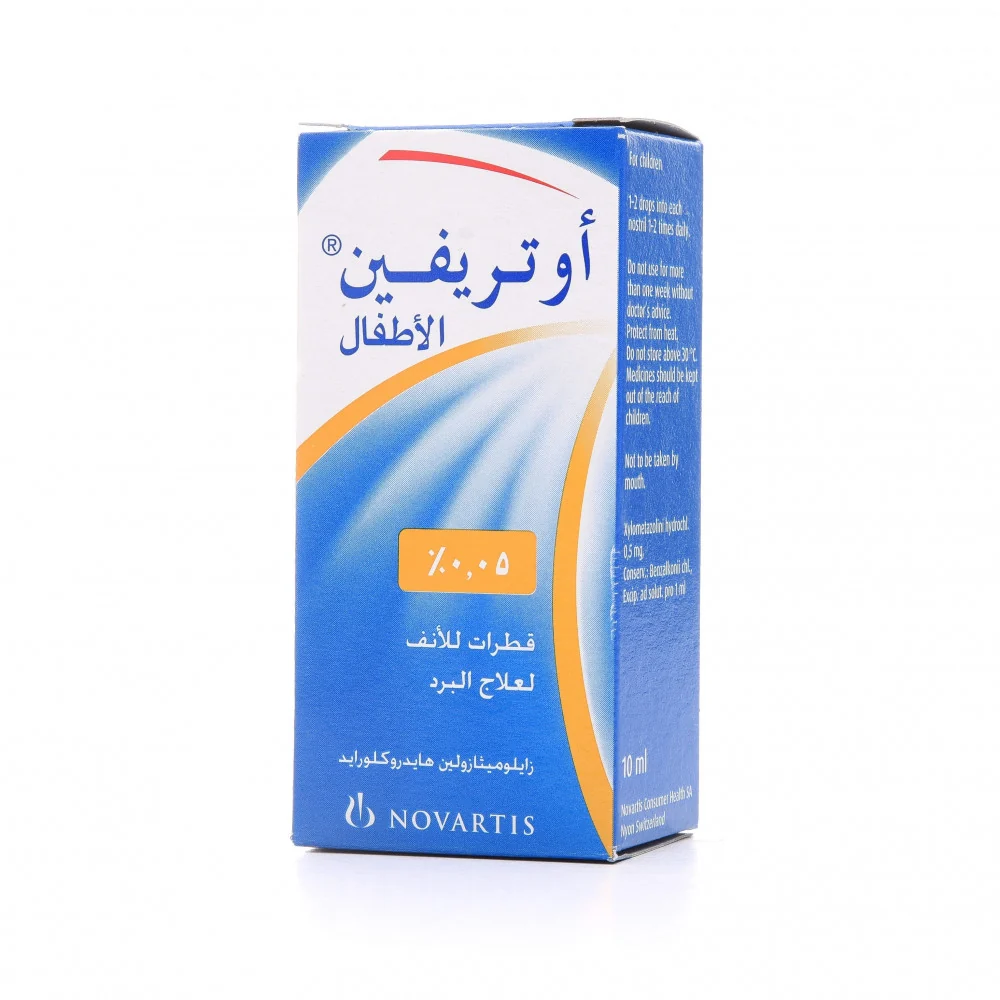 أوتريفين®
الأطفال
٪٠,٠٥
قطرات للأنف
لعلاج البرد
زايلوميثازولين هايدروكلورايد
NOVARTIS
For children
1-2 drops into each
nostril 1-2 times daily.
Do not use for more
than one week without
doctor's advice.
Protect from heat.
Do not store above 30 °C.
Medicines should be kept
out of the reach of
children.
Not to be taken by
mouth.
Xylometazolini hydrochl.
0,5 mg.
Conserv.: Benzalkonii chl.,
Excip. ad solut. pro 1 ml
10 ml
Novartis Consumer Health SA
Nyon Switzerland